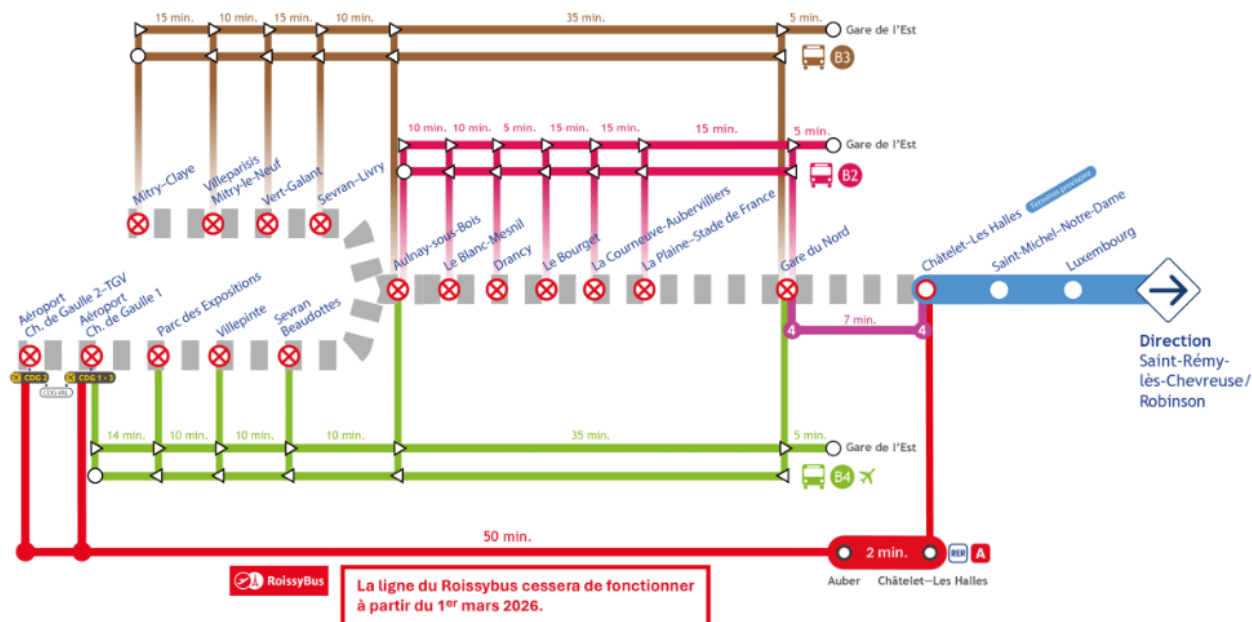 15 min.
10 min.
15 min.
10 min.
35 min.
5 min.
Gare de l'Est
B3
10 min.
10 min.
5 min.
15 min.
15 min.
15 min.
5 min.
Gare de l'Est
B2
Mitry–Claye
Villeparisis
Mitry-le-Neuf
Vert-Galant
Sevran–Livry
Aulnay-sous-Bois
Le Blanc-Mesnil
Drancy
Le Bourget
La Courneuve-Aubervilliers
La Plaine–Stade de France
Gare du Nord
Châtelet–Les Halles
Terminus provisoire
Saint-Michel–Notre-Dame
Luxembourg
Aéroport
Ch. de Gaulle 2–TGV
Aéroport
Ch. de Gaulle 1
Parc des Expositions
Villepinte
Sevran
Beaudottes
4
7 min.
4
Direction
Saint-Rémy-
lès-Chevreuse/
Robinson
CDG 2
CDG 1 - 3
CDGVAL
14 min.
10 min.
10 min.
10 min.
35 min.
5 min.
Gare de l'Est
B4
50 min.
2 min.
RER A
Auber
Châtelet—Les Halles
RoissyBus
La ligne du Roissybus cessera de fonctionner
à partir du 1er mars 2026.